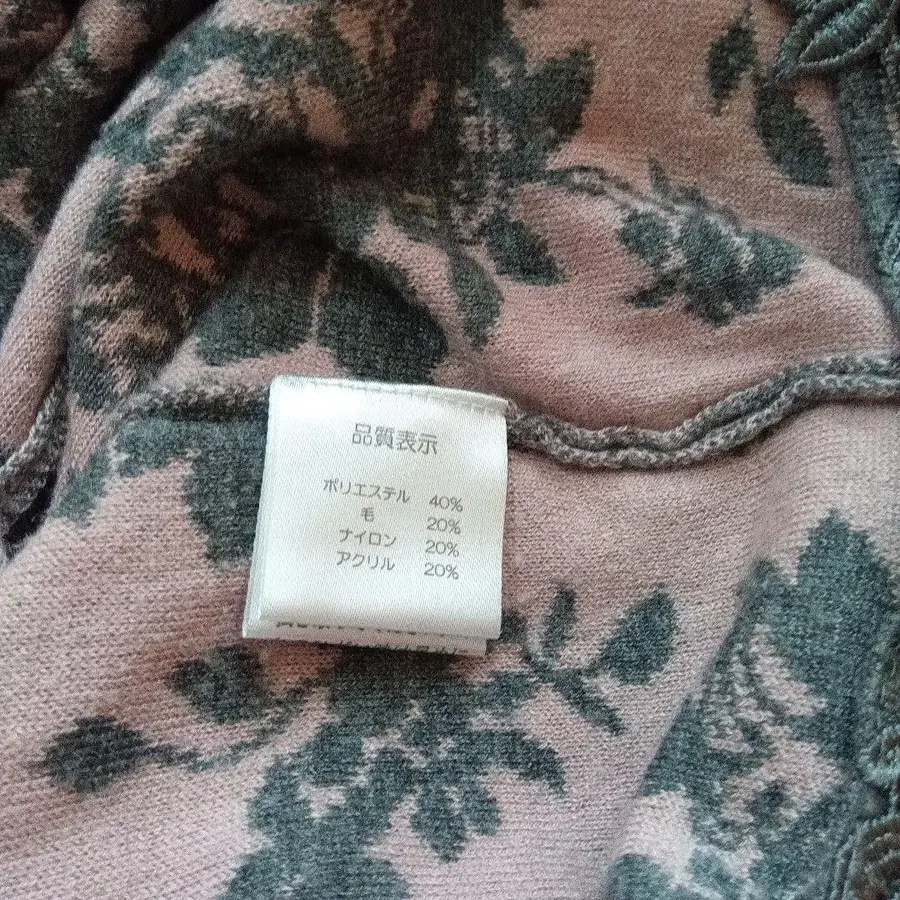 品質表示
ポリエステル 40%
毛 20%
ナイロン 20%
アクリル 20%